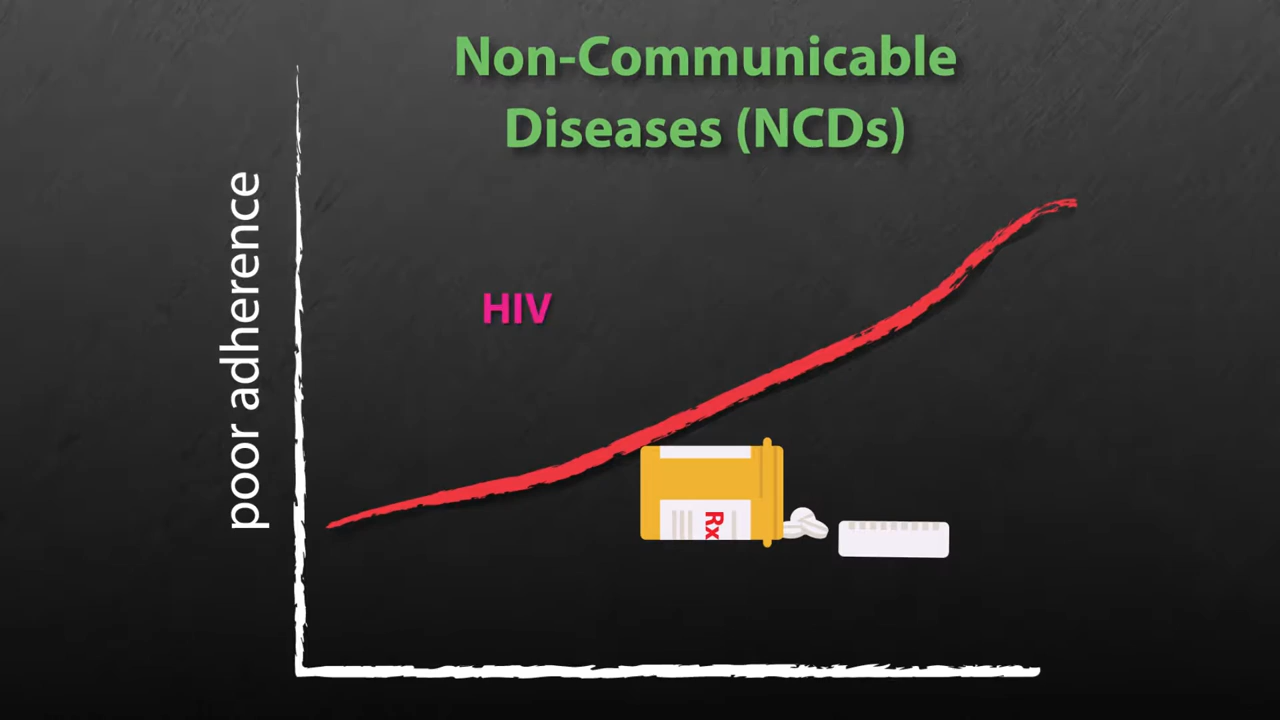 Non-Communicable
Diseases (NCDs)
poor adherence
HIV
Rx